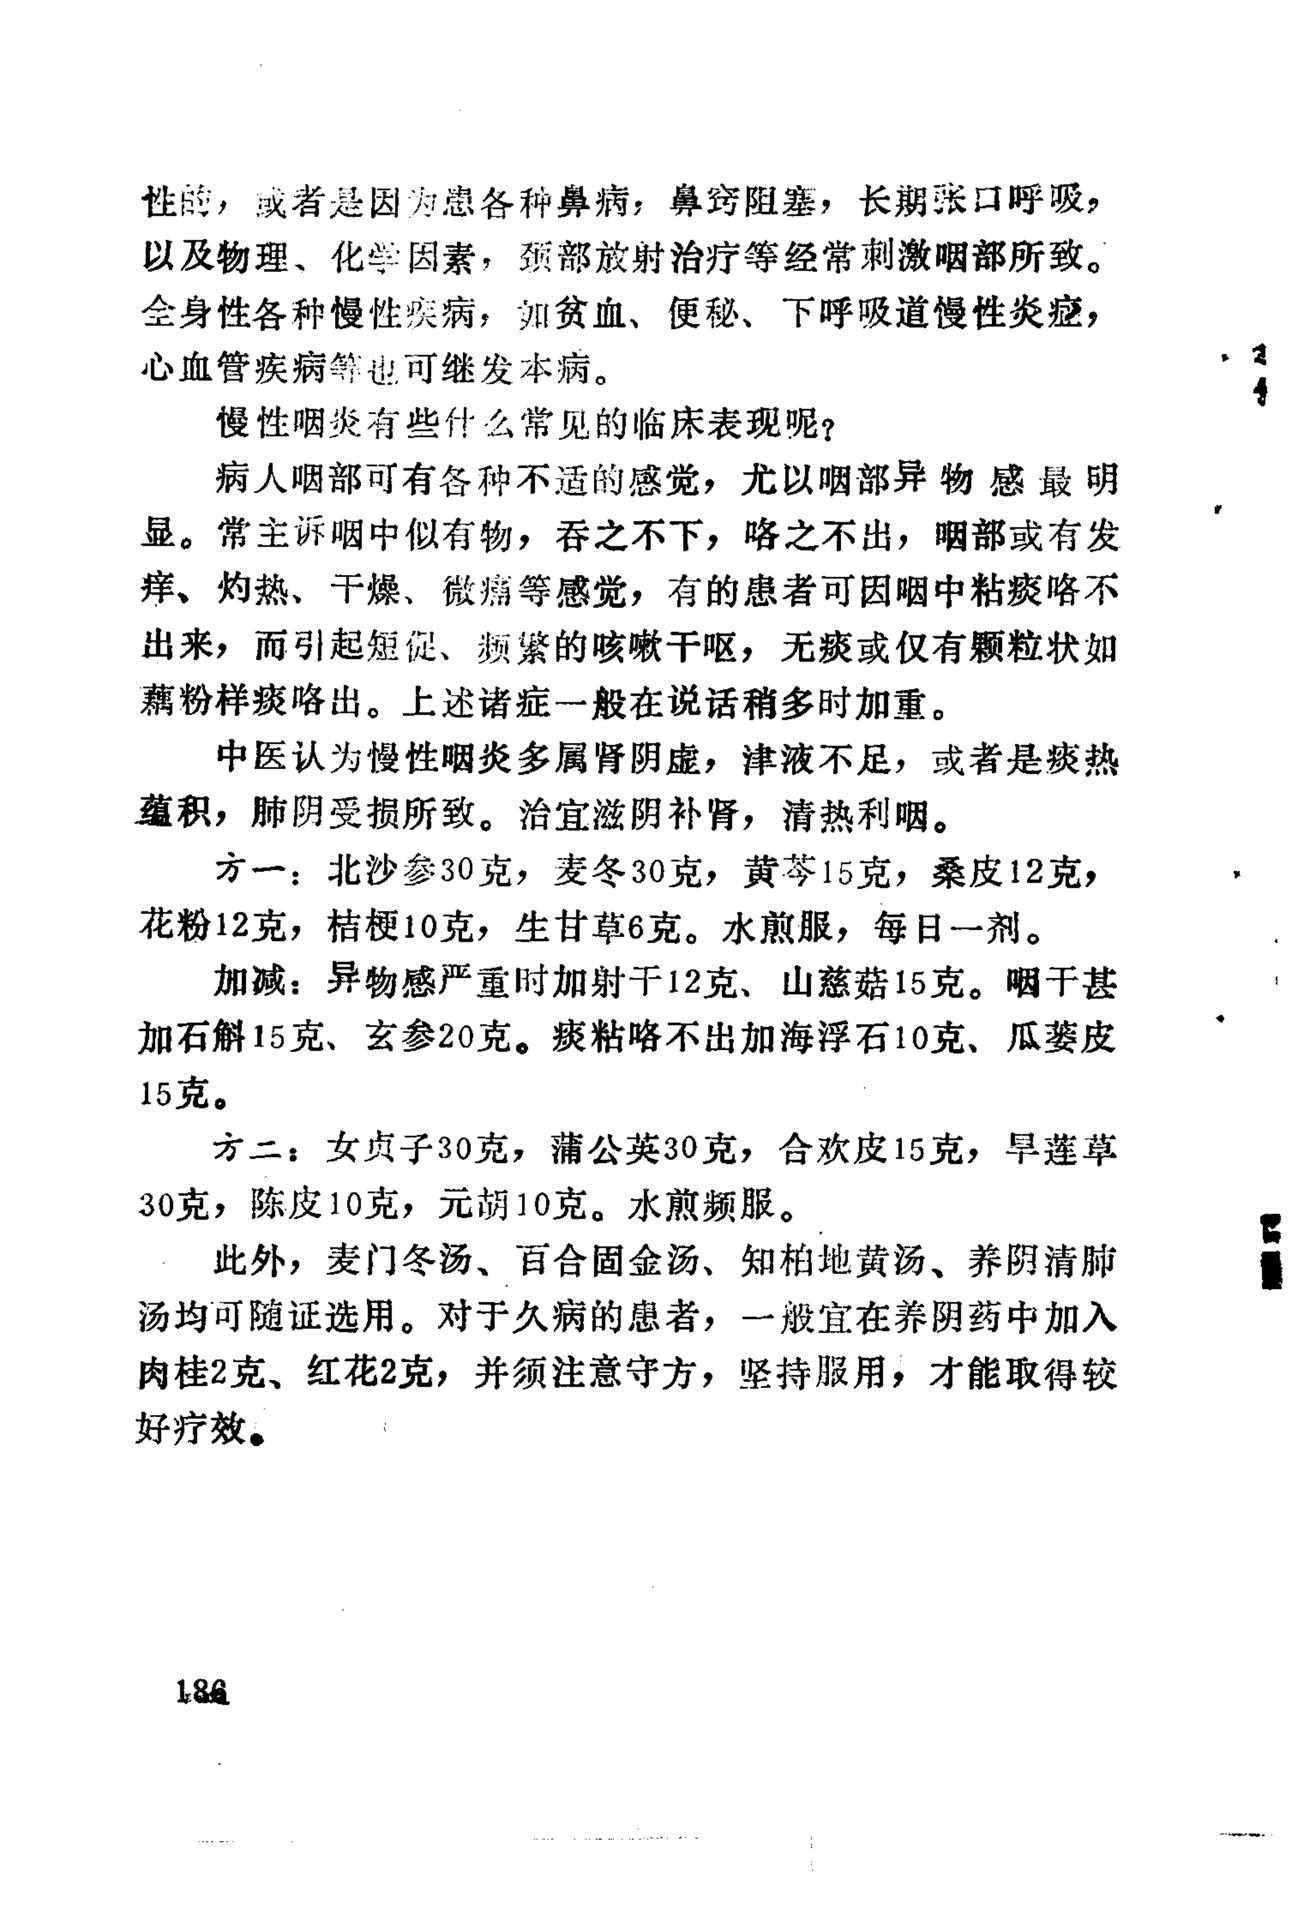 性的，或者是因为患各种鼻病，鼻窍阻塞，长期张口呼吸，
以及物理、化学因素，颈部放射治疗等经常刺激咽部所致。
全身性各种慢性疾病，如贫血、便秘、下呼吸道慢性炎症，
心血管疾病等也可继发本病。
慢性咽炎有些什么常见的临床表现呢？
病人咽部可有各种不适的感觉，尤以咽部异物感最明
显。常主诉咽中似有物，吞之不下，咯之不出，咽部或有发
痒、灼热、干燥、微痛等感觉，有的患者可因咽中粘痰咯不
出来，而引起短促、频繁的咳嗽干呕，无痰或仅有颗粒状如
藕粉样痰咯出。上述诸症一般在说话稍多时加重。
中医认为慢性咽炎多属肾阴虚，津液不足，或者是痰热
蕴积，肺阴受损所致。治宜滋阴补肾，清热利咽。
方一：北沙参30克，麦冬30克，黄芩15克，桑皮12克，
花粉12克，桔梗10克，生甘草6克。水煎服，每日一剂。
加减：异物感严重时加射干12克、山慈菇15克。咽干甚
加石斛15克、玄参20克。痰粘咯不出加海浮石10克、瓜蒌皮
15克。
方二：女贞子30克，蒲公英30克，合欢皮15克，旱莲草
30克，陈皮10克，元胡10克。水煎频服。
此外，麦门冬汤、百合固金汤、知柏地黄汤、养阴清肺
汤均可随证选用。对于久病的患者，一般宜在养阴药中加入
肉桂2克、红花2克，并须注意守方，坚持服用，才能取得较
好疗效。
186